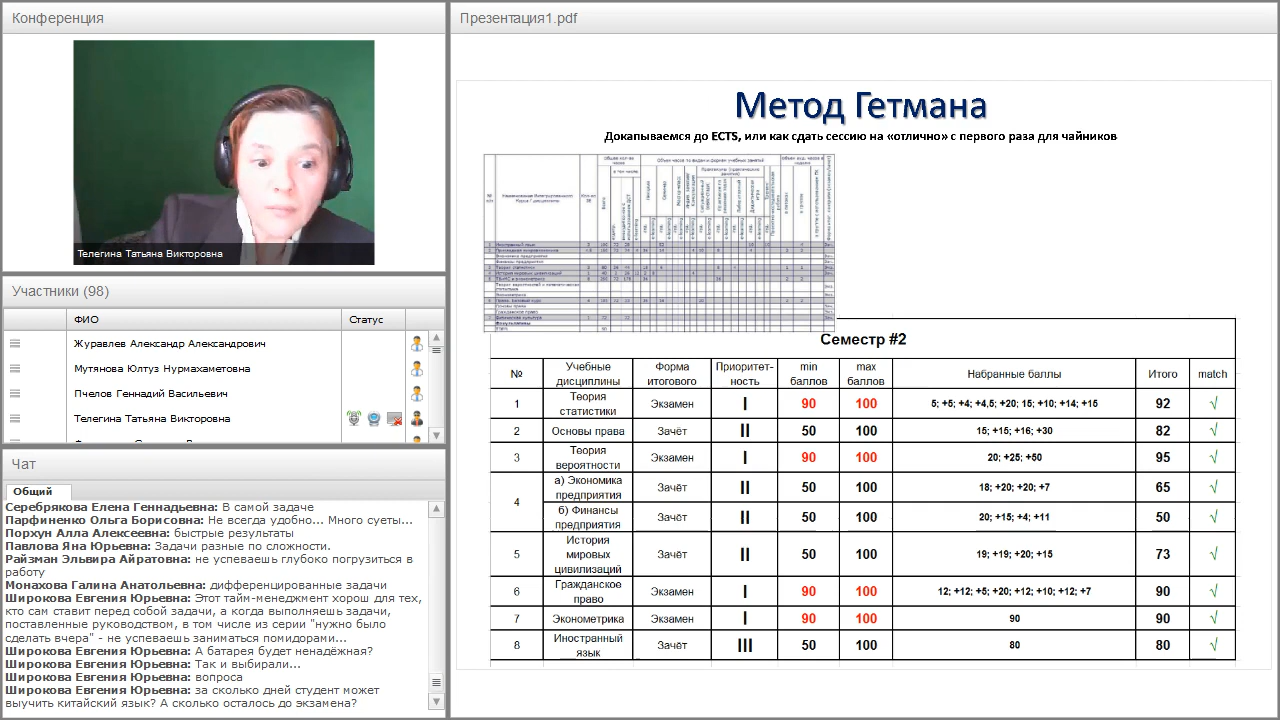 Конференция
Телегина Татьяна Викторовна
Участники (98)
ФИО Статус
Журавлёв Александр Александрович
Мутянова Юлтуз Нурмахаметовна
Пчелов Геннадий Васильевич
Телегина Татьяна Викторовна
Чат
Общий
Серебрякова Елена Геннадьевна: В самой задаче
Парфиненко Ольга Борисовна: Не всегда удобно... Много суеты...
Порхун Алла Алексеевна: быстрые результаты
Павлова Яна Юрьевна: Задачи разные по сложности.
Райзман Эльвира Айратовна: не успеваешь глубоко погрузиться в
работу
Монахова Галина Анатольевна: дифференцированные задачи
Широкова Евгения Юрьевна: Этот тайм-менеджмент хорош для тех,
кто сам ставит перед собой задачи, а когда выполняешь задачи,
поставленные руководством, в том числе из серии "нужно было
сделать вчера" - не успеваешь заниматься помидорами...
Широкова Евгения Юрьевна: А батарея будет ненадёжная?
Широкова Евгения Юрьевна: Так и выбирали...
Широкова Евгения Юрьевна: вопроса
Широкова Евгения Юрьевна: за сколько дней студент может
выучить китайский язык? А сколько осталось до экзамена?
Презентация1.pdf
Метод Гетмана
Докапываемся до ECTS, или как сдать сессию на «отлично» с первого раза для чайников
Семестр #2
№ Учебные дисциплины Форма итогового Приоритет-ность min баллов max баллов Набранные баллы Итого match
1 Теория статистики Экзамен I 90 100 5; +5; +4; +4,5; +20; 15; +10; +14; +15 92 √
2 Основы права Зачёт II 50 100 15; +15; +16; +30 82 √
3 Теория вероятности Экзамен I 90 100 20; +25; +50 95 √
4 а) Экономика предприятия Зачёт II 50 100 18; +20; +20; +7 65 √
б) Финансы предприятия Зачёт II 50 100 20; +15; +4; +11 50 √
5 История мировых цивилизаций Зачёт II 50 100 19; +19; +20; +15 73 √
6 Гражданское право Экзамен I 90 100 12; +12; +5; +20; +12; +10; +12; +7 90 √
7 Эконометрика Экзамен I 90 100 90 90 √
8 Иностранный язык Зачёт III 50 100 80 80 √